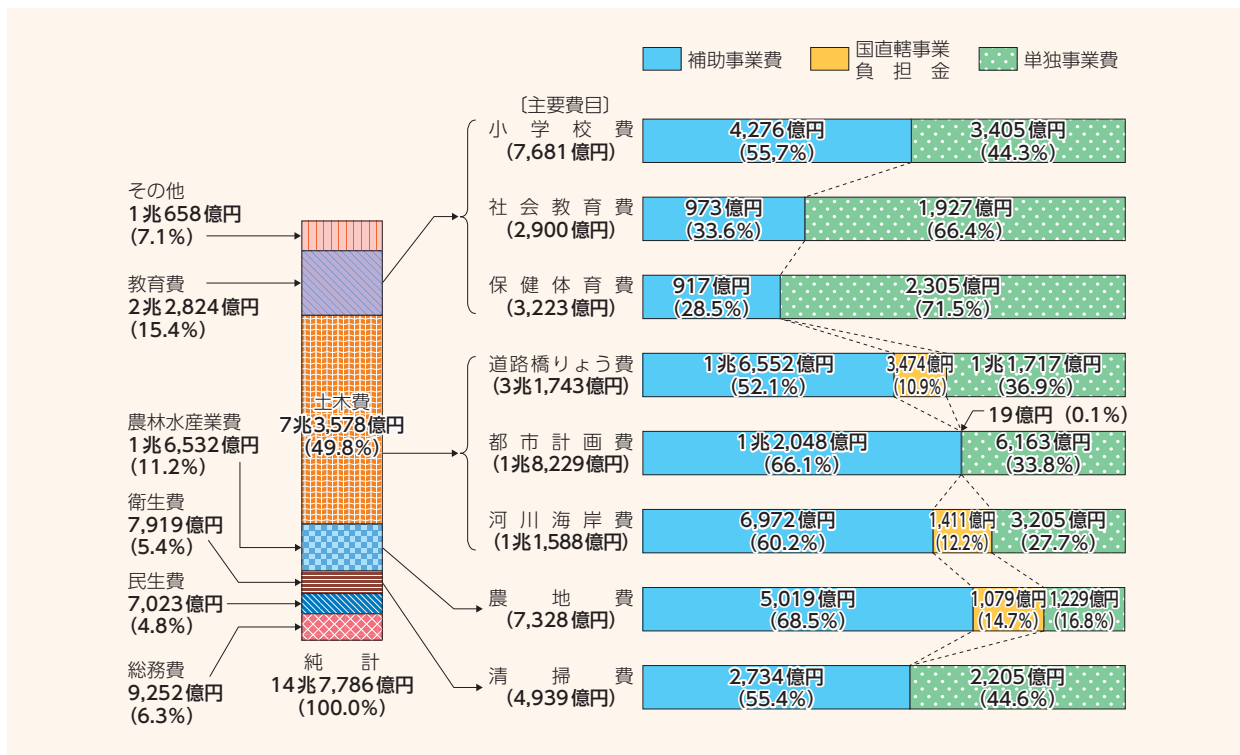 補助事業費
国直轄事業
負担金
単独事業費
その他
1兆658億円
(7.1%)
教育費
2兆2,824億円
(15.4%)
土木費
7兆3,578億円
(49.8%)
農林水産業費
1兆6,532億円
(11.2%)
衛生費
7,919億円
(5.4%)
民生費
7,023億円
(4.8%)
総務費
9,252億円
(6.3%)
純計
14兆7,786億円
(100.0%)
〔主要費目〕
小学校費
(7,681億円)
4,276億円
(55.7%)
3,405億円
(44.3%)
社会教育費
(2,900億円)
973億円
(33.6%)
1,927億円
(66.4%)
保健体育費
(3,223億円)
917億円
(28.5%)
2,305億円
(71.5%)
道路橋りょう費
(3兆1,743億円)
1兆6,552億円
(52.1%)
3,474億円
(10.9%)
1兆1,717億円
(36.9%)
都市計画費
(1兆8,229億円)
1兆2,048億円
(66.1%)
19億円 (0.1%)
6,163億円
(33.8%)
河川海岸費
(1兆1,588億円)
6,972億円
(60.2%)
1,411億円
(12.2%)
3,205億円
(27.7%)
農地費
(7,328億円)
5,019億円
(68.5%)
1,079億円
(14.7%)
1,229億円
(16.8%)
清掃費
(4,939億円)
2,734億円
(55.4%)
2,205億円
(44.6%)